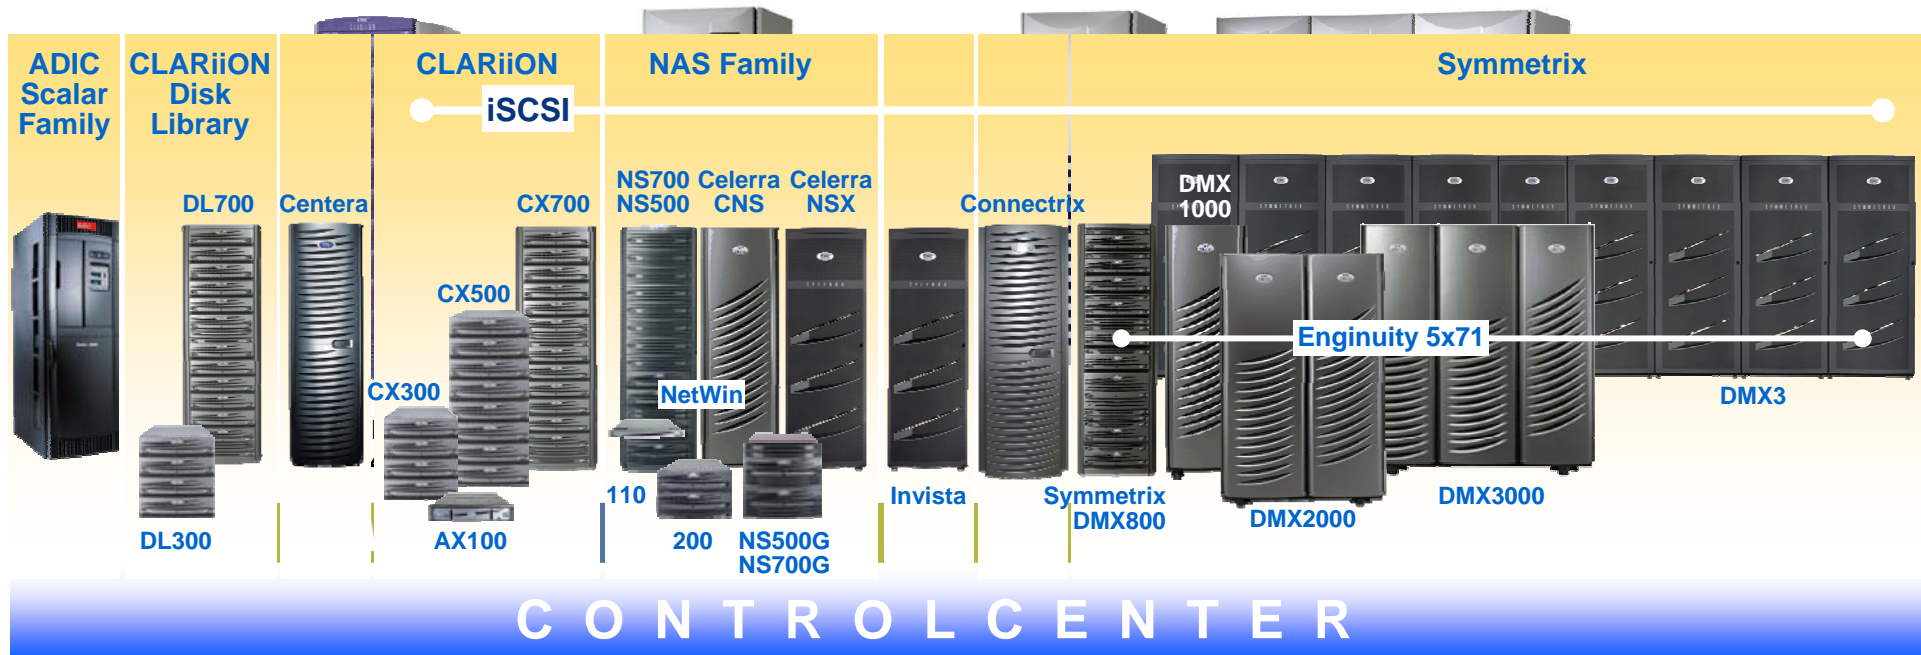 ADIC
Scalar
Family
CLARiiON
Disk
Library
CLARiiON
NAS Family
Symmetrix
iSCSI
DL700
Centera
CX700
NS700
NS500
Celerra
CNS
Celerra
NSX
Connectrix
DMX
1000
CX500
CX300
NetWin
Enginuity 5x71
DMX3
DL300
AX100
110
200
NS500G
NS700G
Invista
Symmetrix
DMX800
DMX2000
DMX3000
CONTROLCENTER